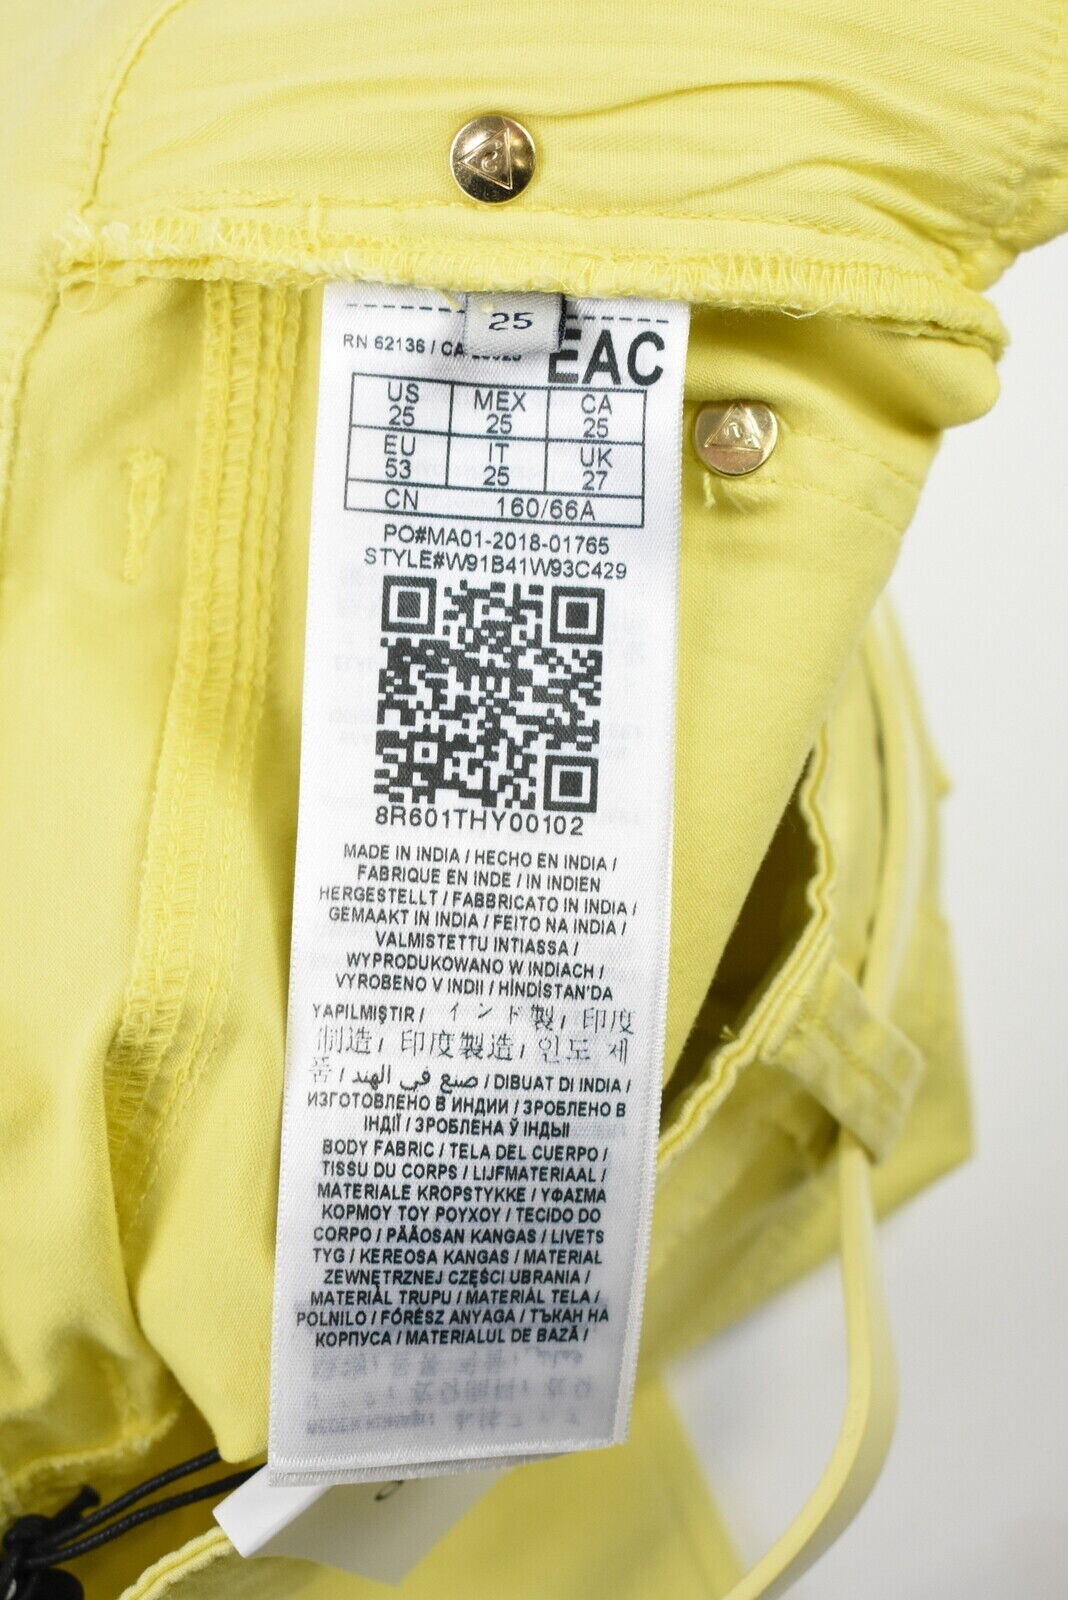 25
RN 62136 / CA
EAC
US 25 MEX 25 CA 25
EU 53 IT 25 UK 27
CN 160/66A
PO#MA01-2018-01765
STYLE#W91B41W93C429
8R601THY00102
MADE IN INDIA / HECHO EN INDIA /
FABRIQUE EN INDE / IN INDIEN
HERGESTELLT / FABBRICATO IN INDIA /
GEMAAKT IN INDIA / FEITO NA INDIA /
VALMISTETTU INTIASSA /
WYPRODUKOWANO W INDIACH /
VYROBENO V INDII / HİNDİSTAN'DA
YAPILMIŞTIR / インド製, 印度
制造, 印度製造, 인도 제
품 / صنع في الهند / DIBUAT DI INDIA /
ИЗГОТОВЛЕНО В ИНДИИ / ЗРОБЛЕНО В
ІНДІЇ / ЗРОБЛЕНА Ў ІНДЫІ
BODY FABRIC / TELA DEL CUERPO /
TISSU DU CORPS / LIJFMATERIAAL /
MATERIALE KROPSTYKKE / ΥΦΑΣΜΑ
ΚΟΡΜΟΥ ΤΟΥ ΡΟΥΧΟΥ / TECIDO DO
CORPO / PÄÄOSAN KANGAS / LIVETS
TYG / KEREOSA KANGAS / MATERIAŁ
ZEWNĘTRZNEJ CZĘŚCI UBRANIA /
MATERIÁL TRUPU / MATERIÁL TELA /
POLNILO / FŐRÉSZ ANYAGA / ТЪКАН НА
КОРПУСА / MATERIALUL DE BAZĂ /